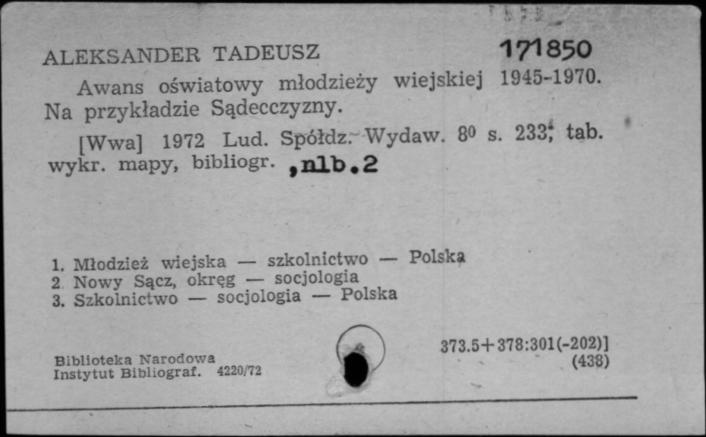 ALEKSANDER TADEUSZ 171850
Awans oświatowy młodzieży wiejskiej 1945-1970.
Na przykładzie Sądecczyzny.
[Wwa] 1972 Lud. Spółdz. Wydaw. 8⁰ s. 233, tab.
wykr. mapy, bibliogr. ,nlb.2
1. Młodzież wiejska — szkolnictwo — Polska
2 Nowy Sącz, okręg — socjologia
3. Szkolnictwo — socjologia — Polska
373.5+378:301(-202)]
(438)
Biblioteka Narodowa
Instytut Bibliograf. 4220/72